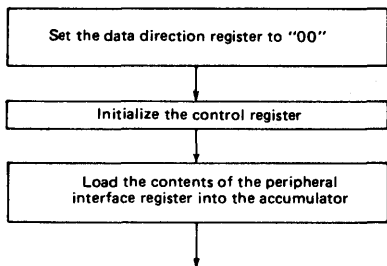 Set the data direction register to "00"
Initialize the control register
Load the contents of the peripheral
interface register into the accumulator